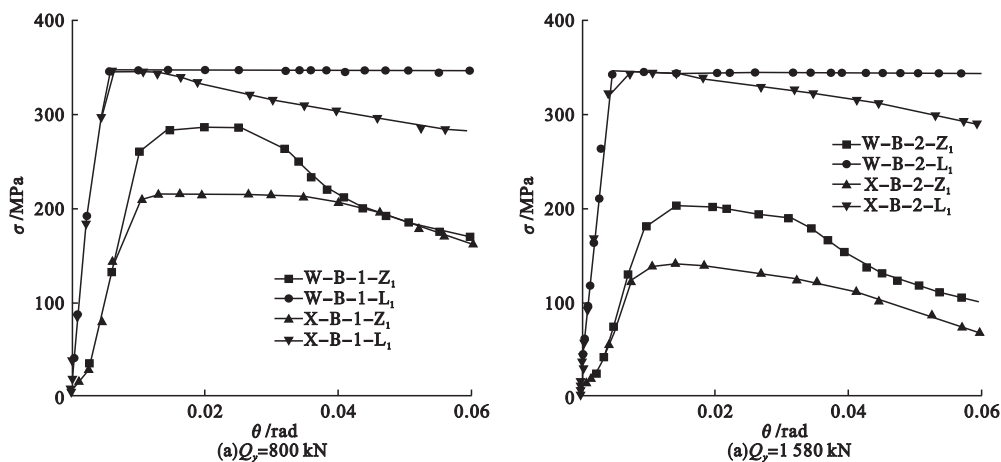 400
300
200
100
0
σ/MPa
W-B-1-Z₁
W-B-1-L₁
X-B-1-Z₁
X-B-1-L₁
0.02
0.04
0.06
θ/rad
(a)Qy=800 kN
400
300
200
100
0
σ/MPa
W-B-2-Z₁
W-B-2-L₁
X-B-2-Z₁
X-B-2-L₁
0.02
0.04
0.06
θ/rad
(a)Qy=1 580 kN